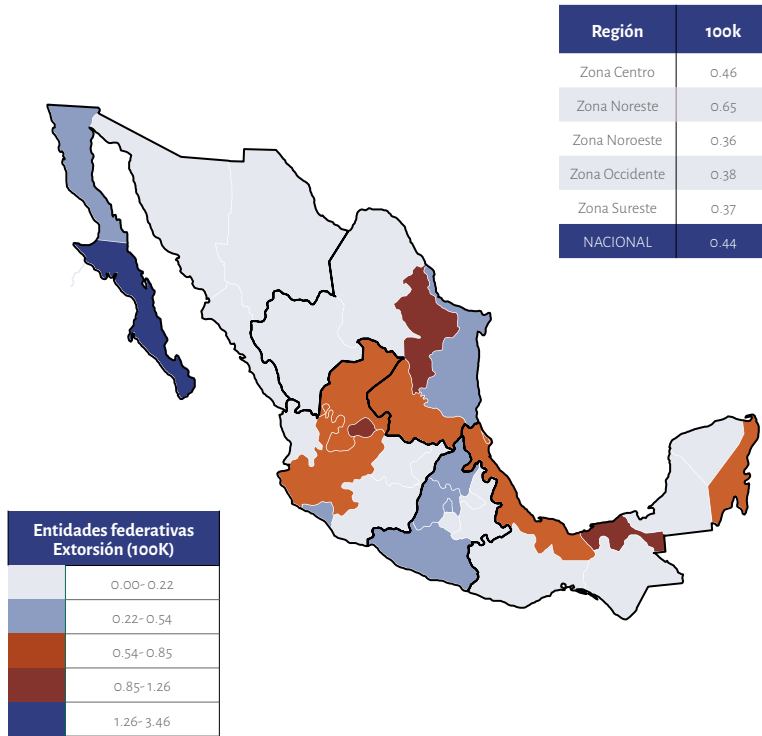 Región 100k
Zona Centro 0.46
Zona Noreste 0.65
Zona Noroeste 0.36
Zona Occidente 0.38
Zona Sureste 0.37
NACIONAL 0.44
Entidades federativas
Extorsión (100K)
0.00-0.22
0.22-0.54
0.54-0.85
0.85-1.26
1.26-3.46